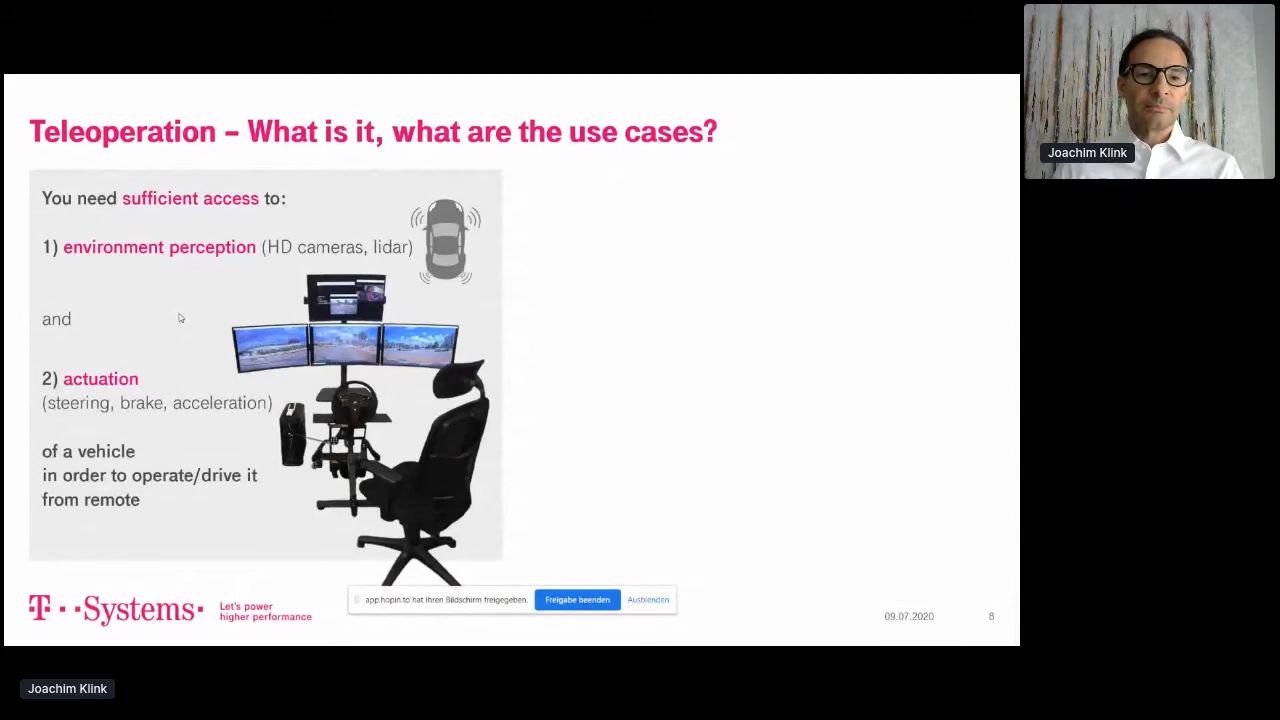 Teleoperation – What is it, what are the use cases?
You need sufficient access to:
1) environment perception (HD cameras, lidar)
and
2) actuation
(steering, brake, acceleration)
of a vehicle
in order to operate/drive it
from remote
T · · Systems ·
Let's power
higher performance
app.hopin.to hat Ihren Bildschirm freigegeben.
Freigabe beenden
Ausblenden
09.07.2020
8
Joachim Klink
Joachim Klink